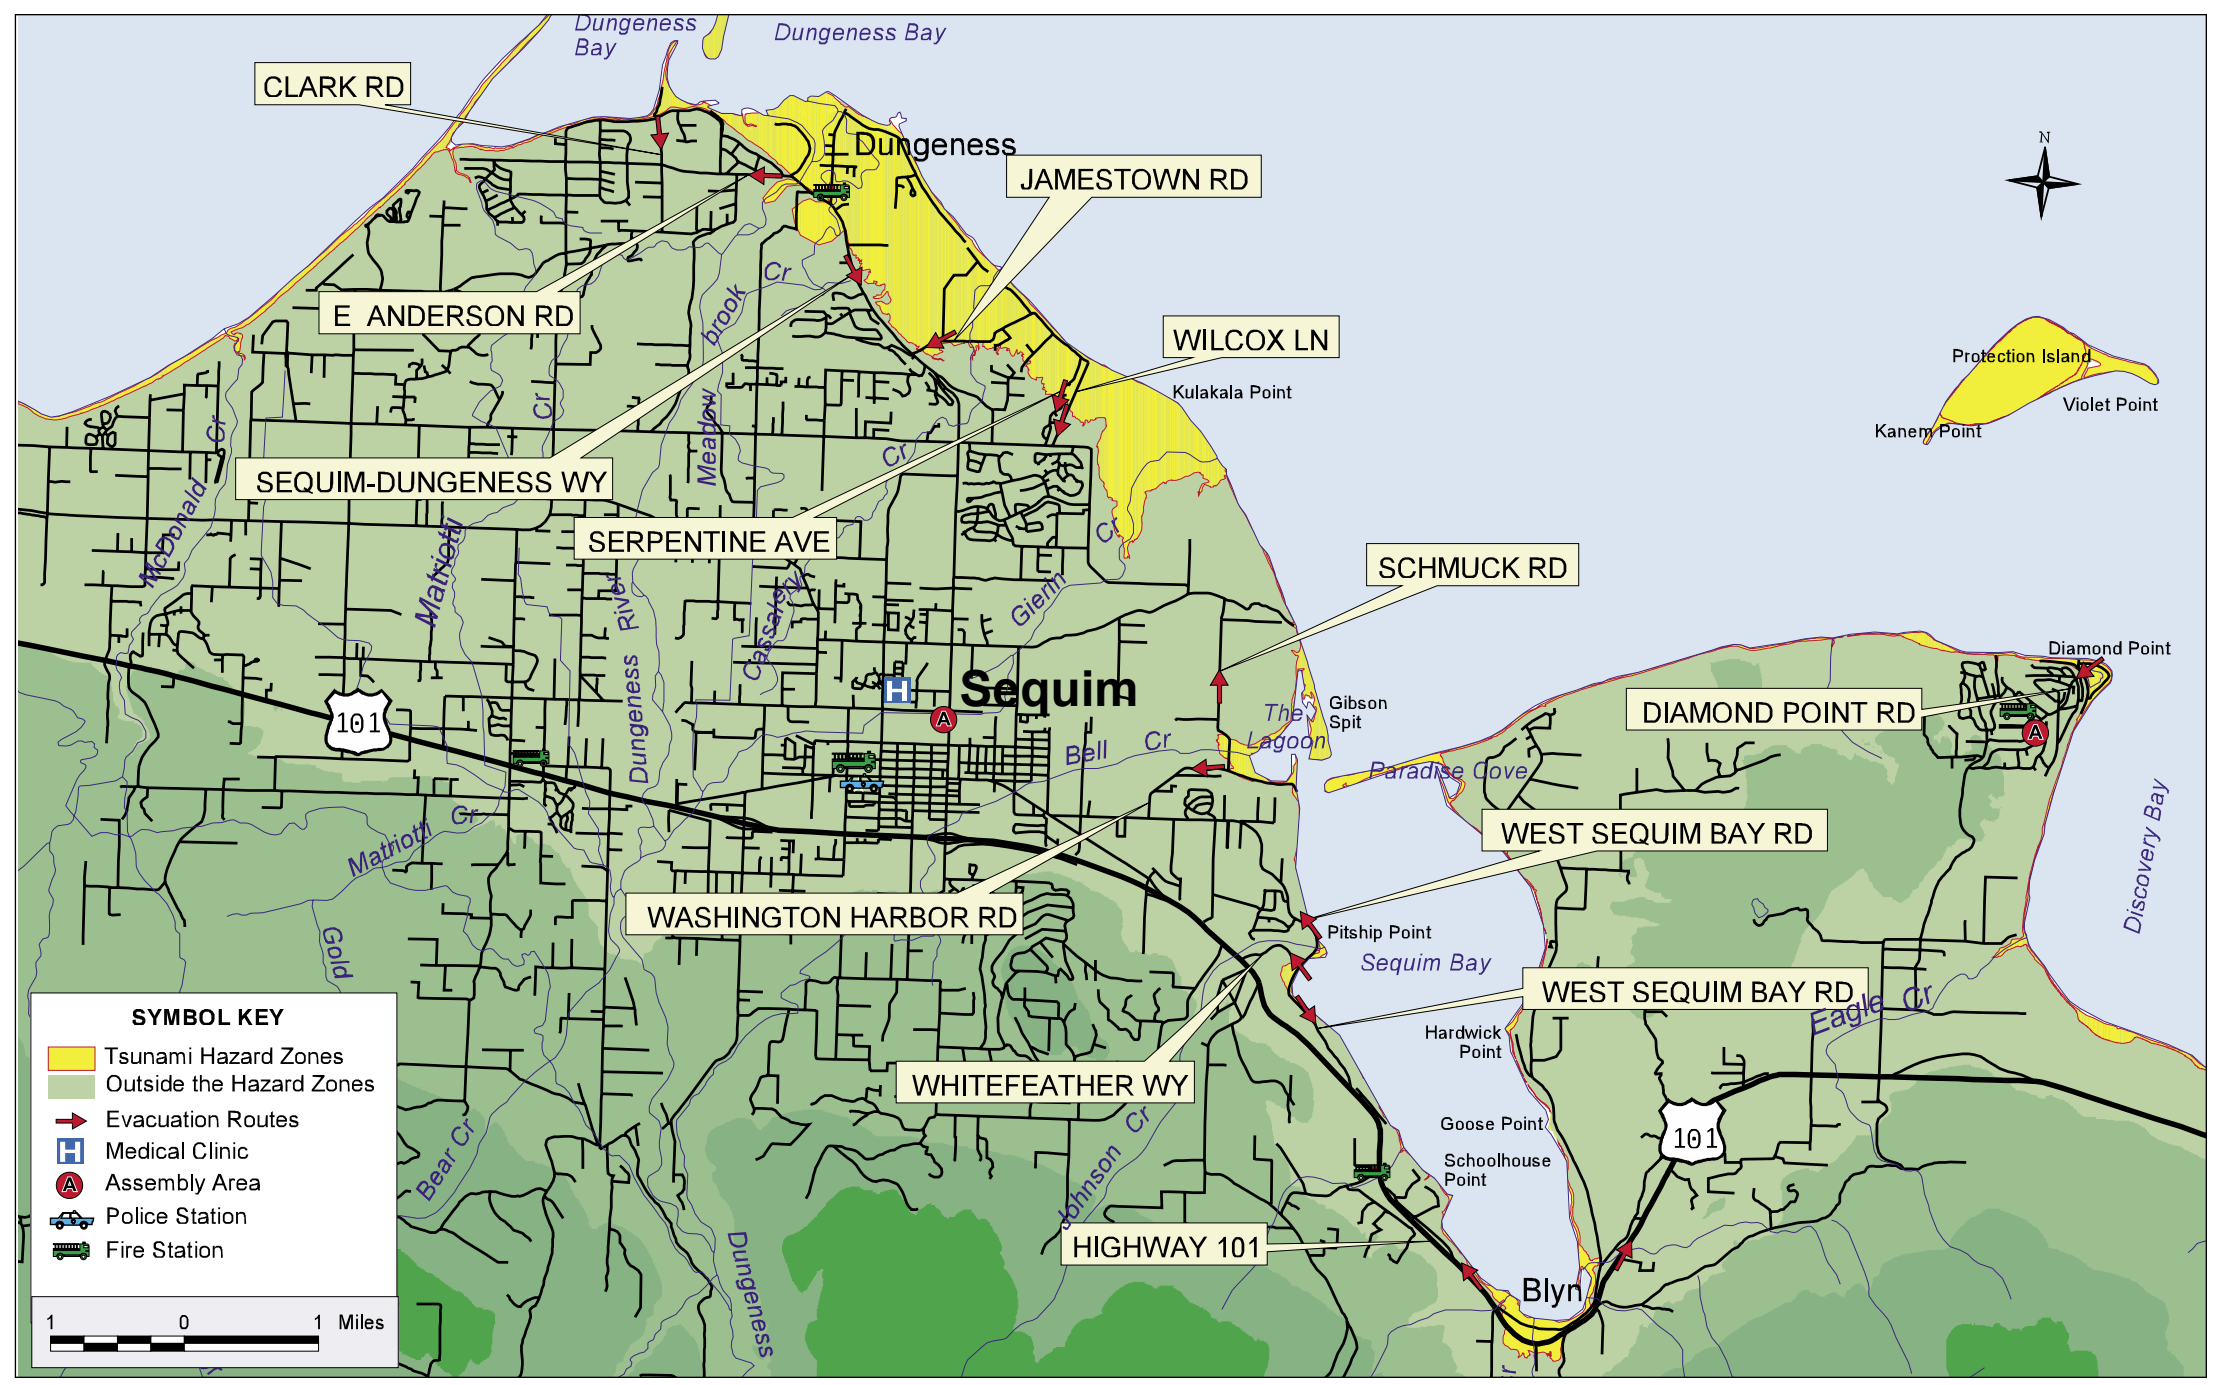 Dungeness
Bay
Dungeness Bay
CLARK RD
Dungeness
JAMESTOWN RD
N
Cr
Cr
E ANDERSON RD
brook
WILCOX LN
Protection Island
Kulakala Point
Violet Point
Kanem Point
Cr
Cr
Meadow
Cr
SEQUIM-DUNGENESS WY
McDonald
Matriotti
SERPENTINE AVE
Cr
SCHMUCK RD
River
Cassalery
Gierin
Diamond Point
Dungeness
H
Sequim
A
101
The
Lagoon
Gibson
Spit
DIAMOND POINT RD
A
Bell Cr
Paradise Cove
Matriotti Cr
WEST SEQUIM BAY RD
Discovery Bay
WASHINGTON HARBOR RD
Pitship Point
Sequim Bay
Gold
WEST SEQUIM BAY RD
Eagle Cr
Hardwick
Point
WHITEFEATHER WY
Goose Point
101
Bear Cr
Johnson Cr
Schoolhouse
Point
HIGHWAY 101
Dungeness
Blyn
Cr
SYMBOL KEY
Tsunami Hazard Zones
Outside the Hazard Zones
Evacuation Routes
H Medical Clinic
A Assembly Area
Police Station
Fire Station
1 0 1 Miles